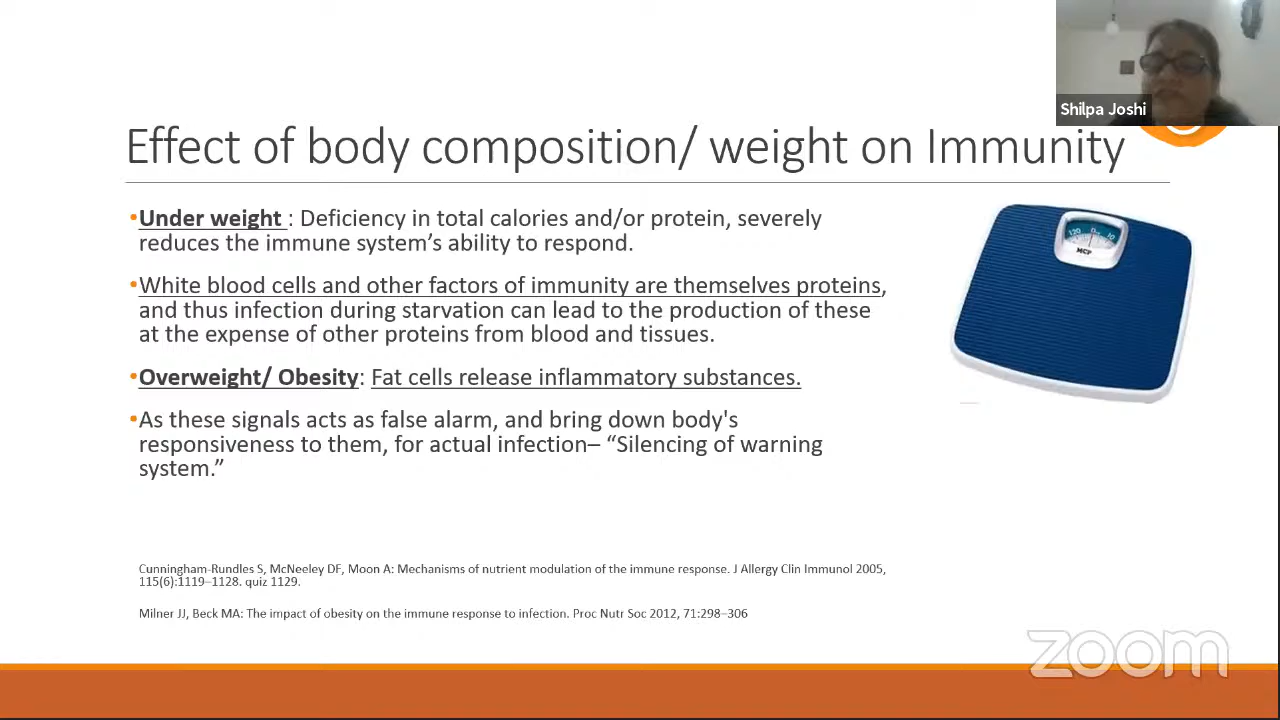 Shilpa Joshi
Effect of body composition/ weight on Immunity
•Under weight : Deficiency in total calories and/or protein, severely
reduces the immune system's ability to respond.
•White blood cells and other factors of immunity are themselves proteins,
and thus infection during starvation can lead to the production of these
at the expense of other proteins from blood and tissues.
•Overweight/ Obesity: Fat cells release inflammatory substances.
•As these signals acts as false alarm, and bring down body's
responsiveness to them, for actual infection– “Silencing of warning
system.”
120 0 10
MCP
Cunningham-Rundles S, McNeeley DF, Moon A: Mechanisms of nutrient modulation of the immune response. J Allergy Clin Immunol 2005,
115(6):1119–1128. quiz 1129.
Milner JJ, Beck MA: The impact of obesity on the immune response to infection. Proc Nutr Soc 2012, 71:298–306
zoom